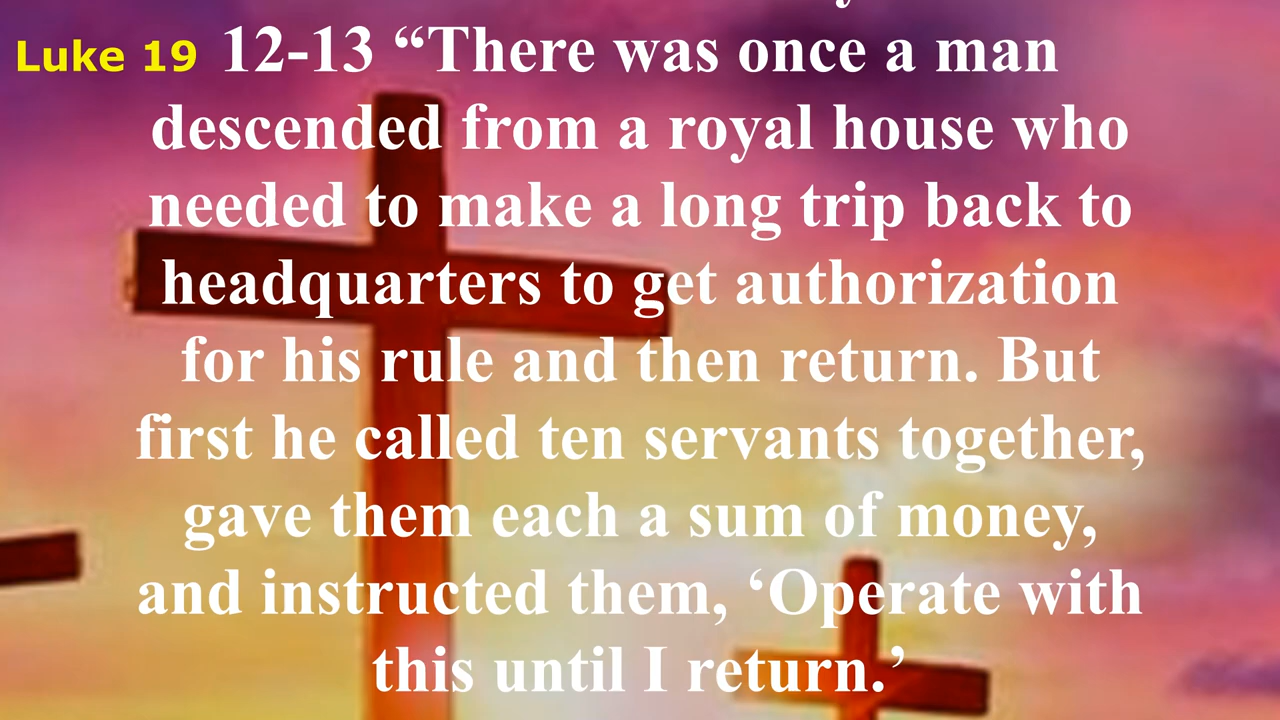 Luke 19 12-13 “There was once a man
descended from a royal house who
needed to make a long trip back to
headquarters to get authorization
for his rule and then return. But
first he called ten servants together,
gave them each a sum of money,
and instructed them, ‘Operate with
this until I return.’